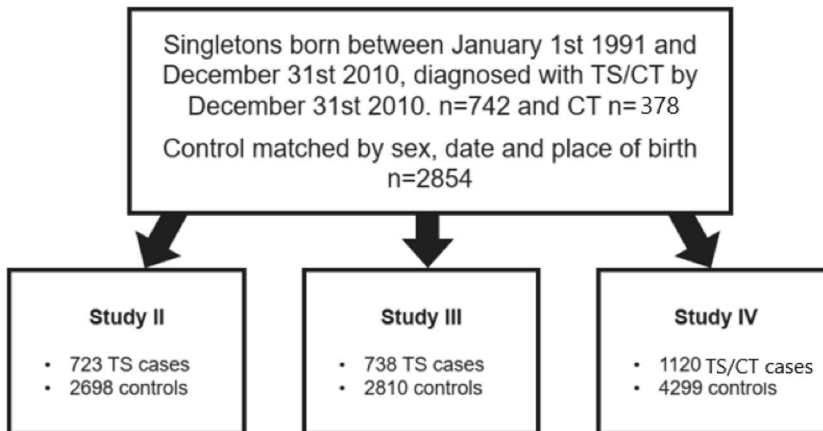 Singletons born between January 1st 1991 and
December 31st 2010, diagnosed with TS/CT by
December 31st 2010. n=742 and CT n=378
Control matched by sex, date and place of birth
n=2854
Study II
• 723 TS cases
• 2698 controls
Study III
• 738 TS cases
• 2810 controls
Study IV
• 1120 TS/CT cases
• 4299 controls